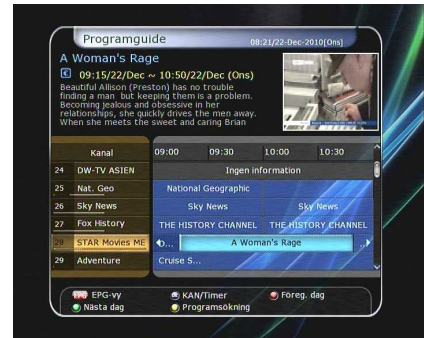 Programguide
08:21/22-Dec-2010[Ons]
A Woman's Rage
€ 09:15/22/Dec ~ 10:50/22/Dec (Ons)
Beautiful Allison (Preston) has no trouble
finding a man but keeping them is a problem.
Becoming jealous and obsessive in her
relationships, she quickly drives the men away.
When she meets the sweet and caring Brian
Kanal 09:00 09:30 10:00 10:30
24 DW-TV ASIEN Ingen information
25 Nat. Geo National Geographic
26 Sky News Sky News Sky News
27 Fox History THE HISTORY CHANNEL THE HISTORY CHANNEL
28 STAR Movies ME D... A Woman's Rage ..
29 Adventure Cruise S...
EPG-vy KAN/Timer Föreg. dag
Nästa dag Programsökning